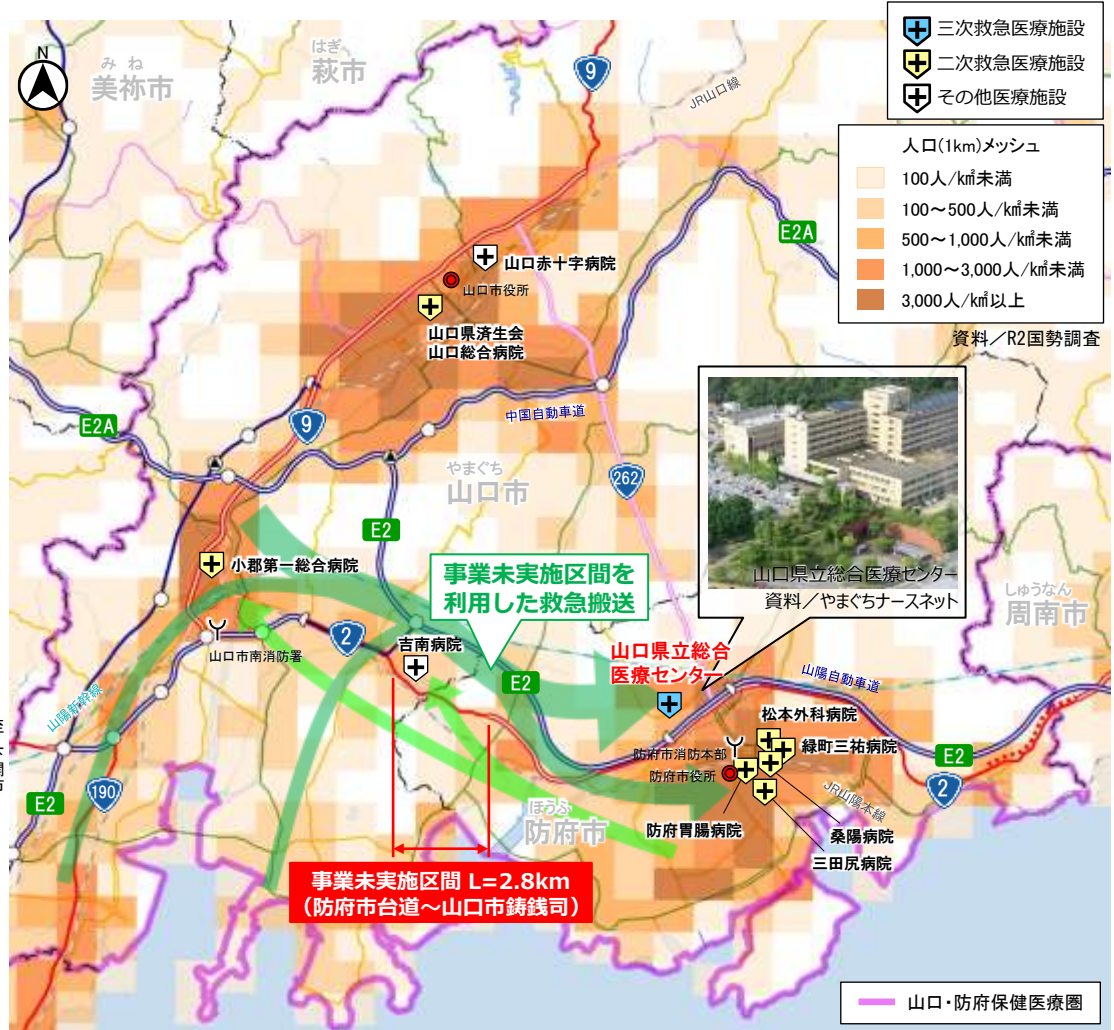 三次救急医療施設
二次救急医療施設
その他医療施設
人口(1km)メッシュ
100人/k㎡未満
100～500人/k㎡未満
500～1,000人/k㎡未満
1,000～3,000人/k㎡未満
3,000人/k㎡以上
資料／R2国勢調査
N
みね
美祢市
はぎ
萩市
9
JR山口線
E2A
山口赤十字病院
山口市役所
山口県済生会
山口総合病院
E2A
9
中国自動車道
やまぐち
山口市
262
E2
山口県立総合医療センター
資料／やまぐちナースネット
しゅうなん
周南市
小郡第一総合病院
事業未実施区間を
利用した救急搬送
2
吉南病院
山口市南消防署
山口県立総合
医療センター
E2
山陽自動車道
山陽新幹線
松本外科病院
緑町三祐病院
防府市消防本部
防府市役所
E2
2
190
E2
JR山陽本線
ほうふ
防府市
防府胃腸病院
桑陽病院
三田尻病院
事業未実施区間 L=2.8km
（防府市台道～山口市鋳銭司）
山口・防府保健医療圏